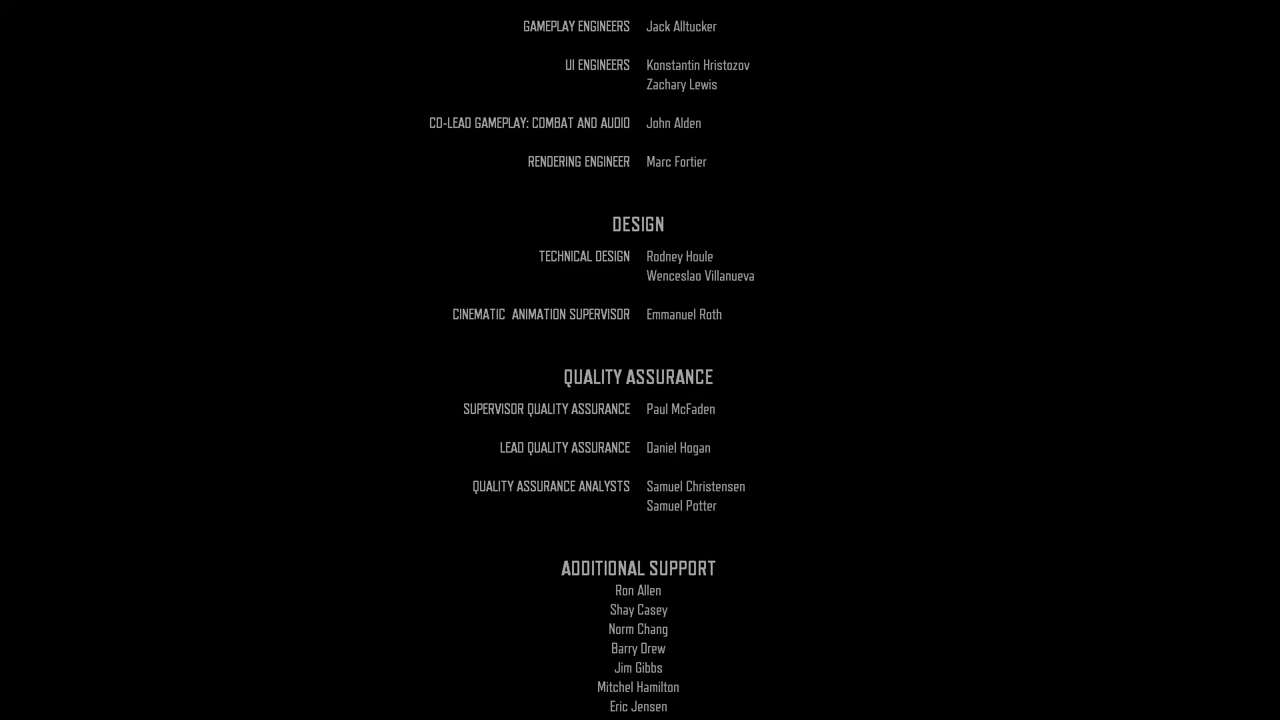 GAMEPLAY ENGINEERS Jack Alltucker
UI ENGINEERS Konstantin Hristozov
Zachary Lewis
CO-LEAD GAMEPLAY: COMBAT AND AUDIO John Alden
RENDERING ENGINEER Marc Fortier
DESIGN
TECHNICAL DESIGN Rodney Houle
Wenceslao Villanueva
CINEMATIC ANIMATION SUPERVISOR Emmanuel Roth
QUALITY ASSURANCE
SUPERVISOR QUALITY ASSURANCE Paul McFaden
LEAD QUALITY ASSURANCE Daniel Hogan
QUALITY ASSURANCE ANALYSTS Samuel Christensen
Samuel Potter
ADDITIONAL SUPPORT
Ron Allen
Shay Casey
Norm Chang
Barry Drew
Jim Gibbs
Mitchel Hamilton
Eric Jensen